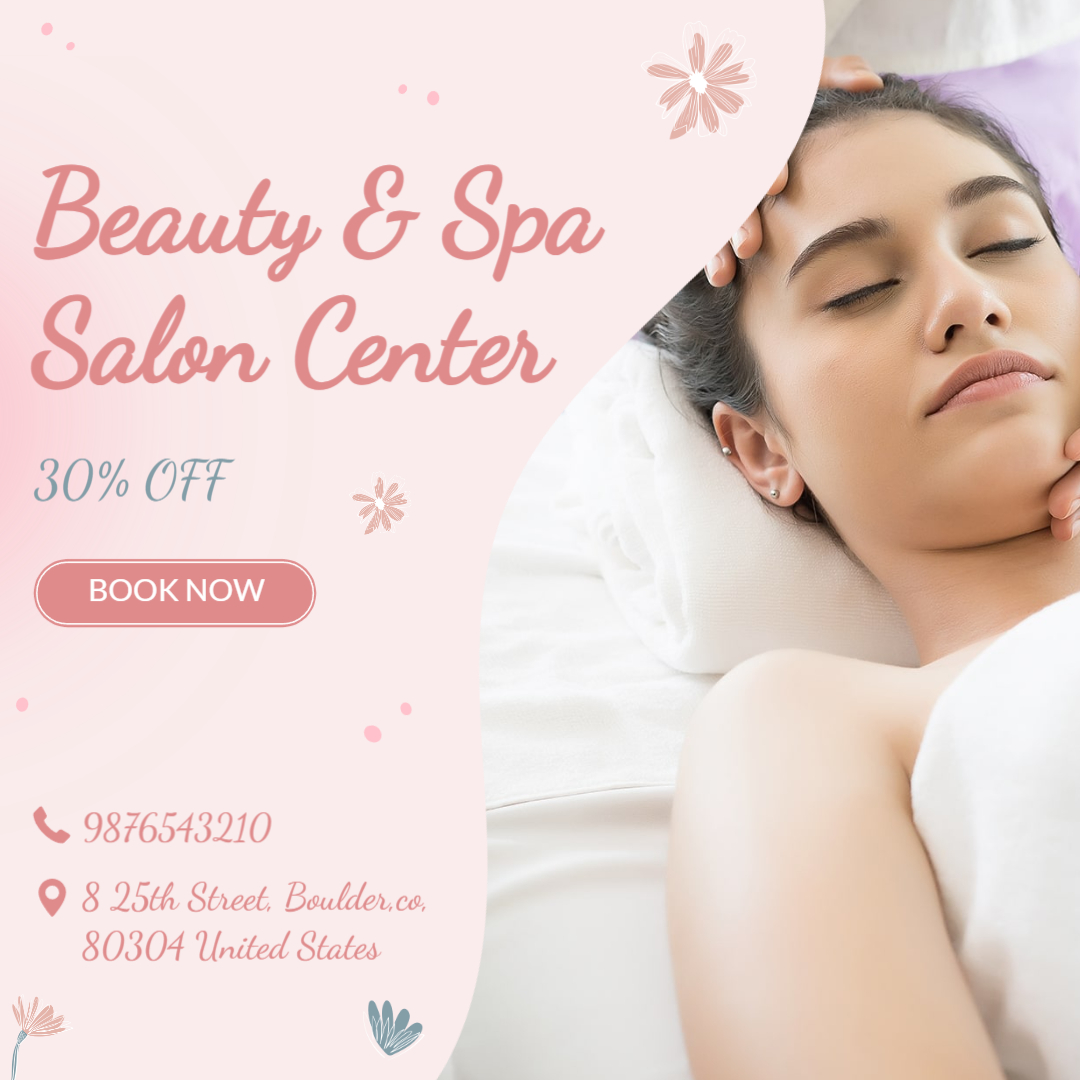 Beauty & Spa
Salon Center
30% OFF
BOOK NOW
9876543210
8 25th Street, Boulder,co,
80304 United States